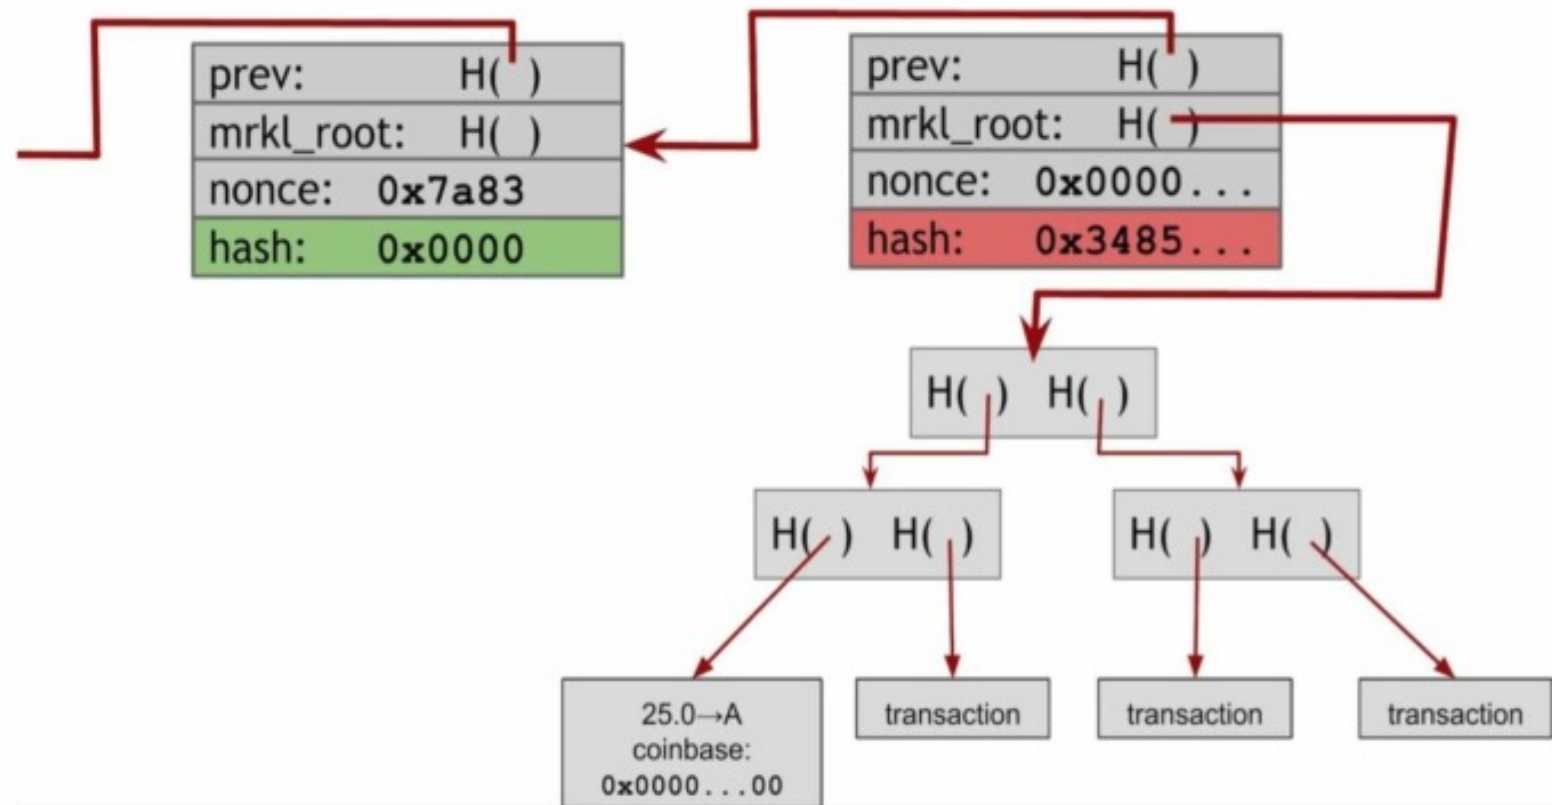 prev: H( )
mrkl_root: H( )
nonce: 0x7a83
hash: 0x0000
prev: H( )
mrkl_root: H( )
nonce: 0x0000...
hash: 0x3485...
H( ) H( )
H( ) H( )
H( ) H( )
25.0→A
coinbase:
0x0000...00
transaction
transaction
transaction